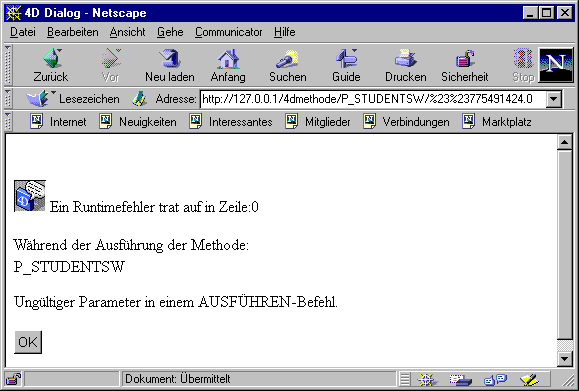 4D Dialog - Netscape
Datei Bearbeiten Ansicht Gehe Communicator Hilfe
Zurück Vor Neu laden Anfang Suchen Guide Drucken Sicherheit Stop N
Lesezeichen Adresse: http://127.0.0.1/4dmethode/P_STUDENTSW/%23%23775491424.0
Internet Neuigkeiten Interessantes Mitglieder Verbindungen Marktplatz
Ein Runtimefehler trat auf in Zeile:0
Während der Ausführung der Methode:
P_STUDENTSW
Ungültiger Parameter in einem AUSFÜHREN-Befehl.
OK
Dokument: Übermittelt